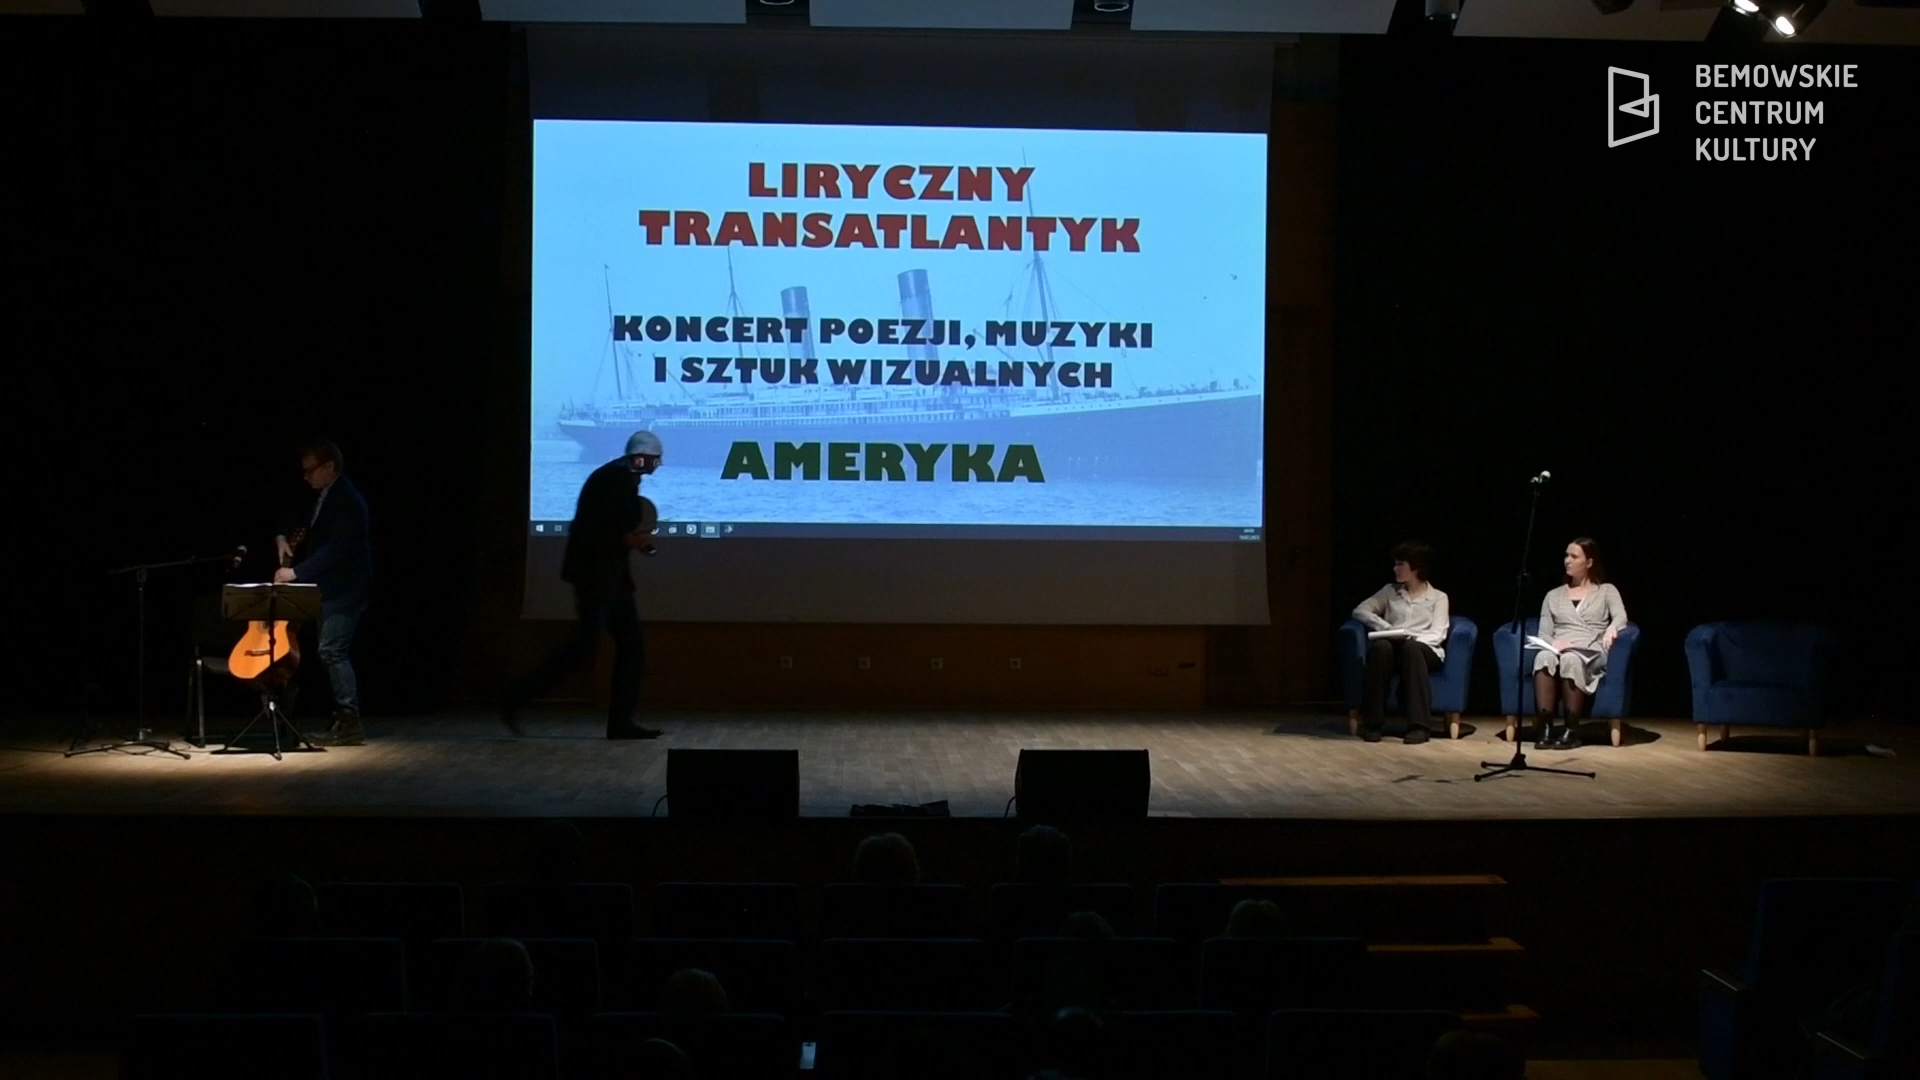 BEMOWSKIE
CENTRUM
KULTURY
LIRYCZNY
TRANSATLANTYK
KONCERT POEZJI, MUZYKI
I SZTUK WIZUALNYCH
AMERYKA